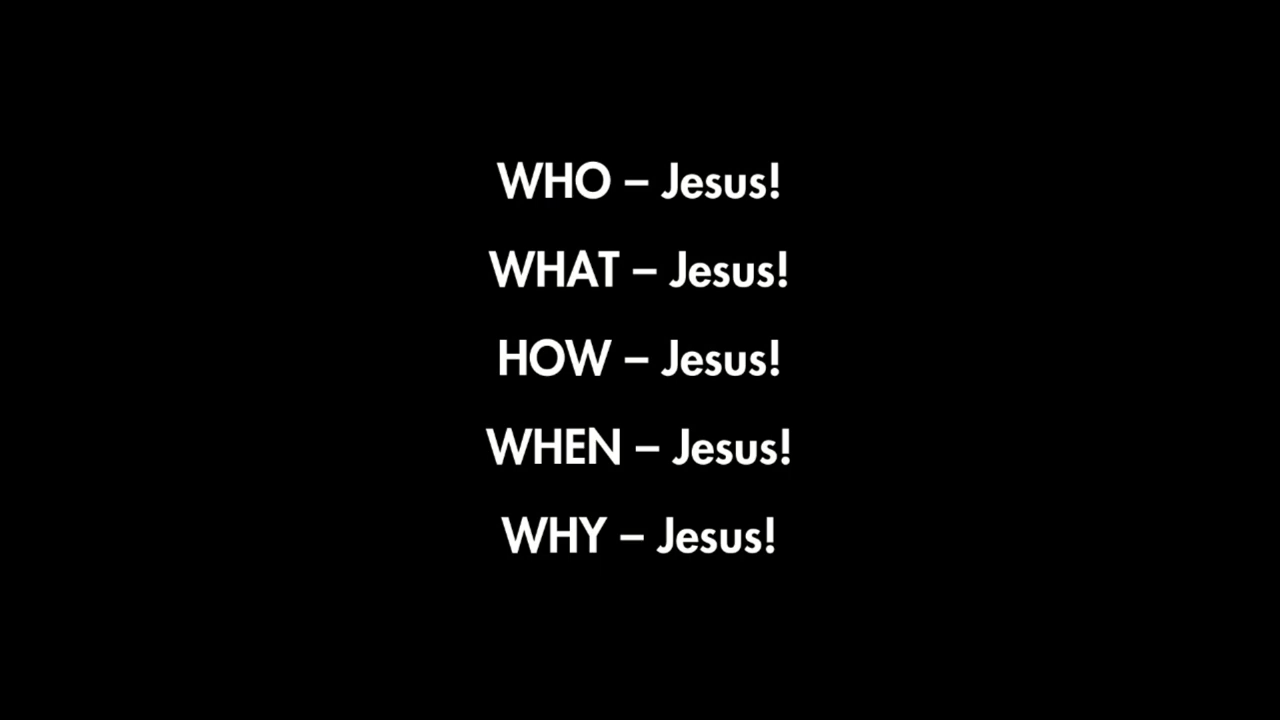 WHO – Jesus!
WHAT – Jesus!
HOW – Jesus!
WHEN – Jesus!
WHY – Jesus!